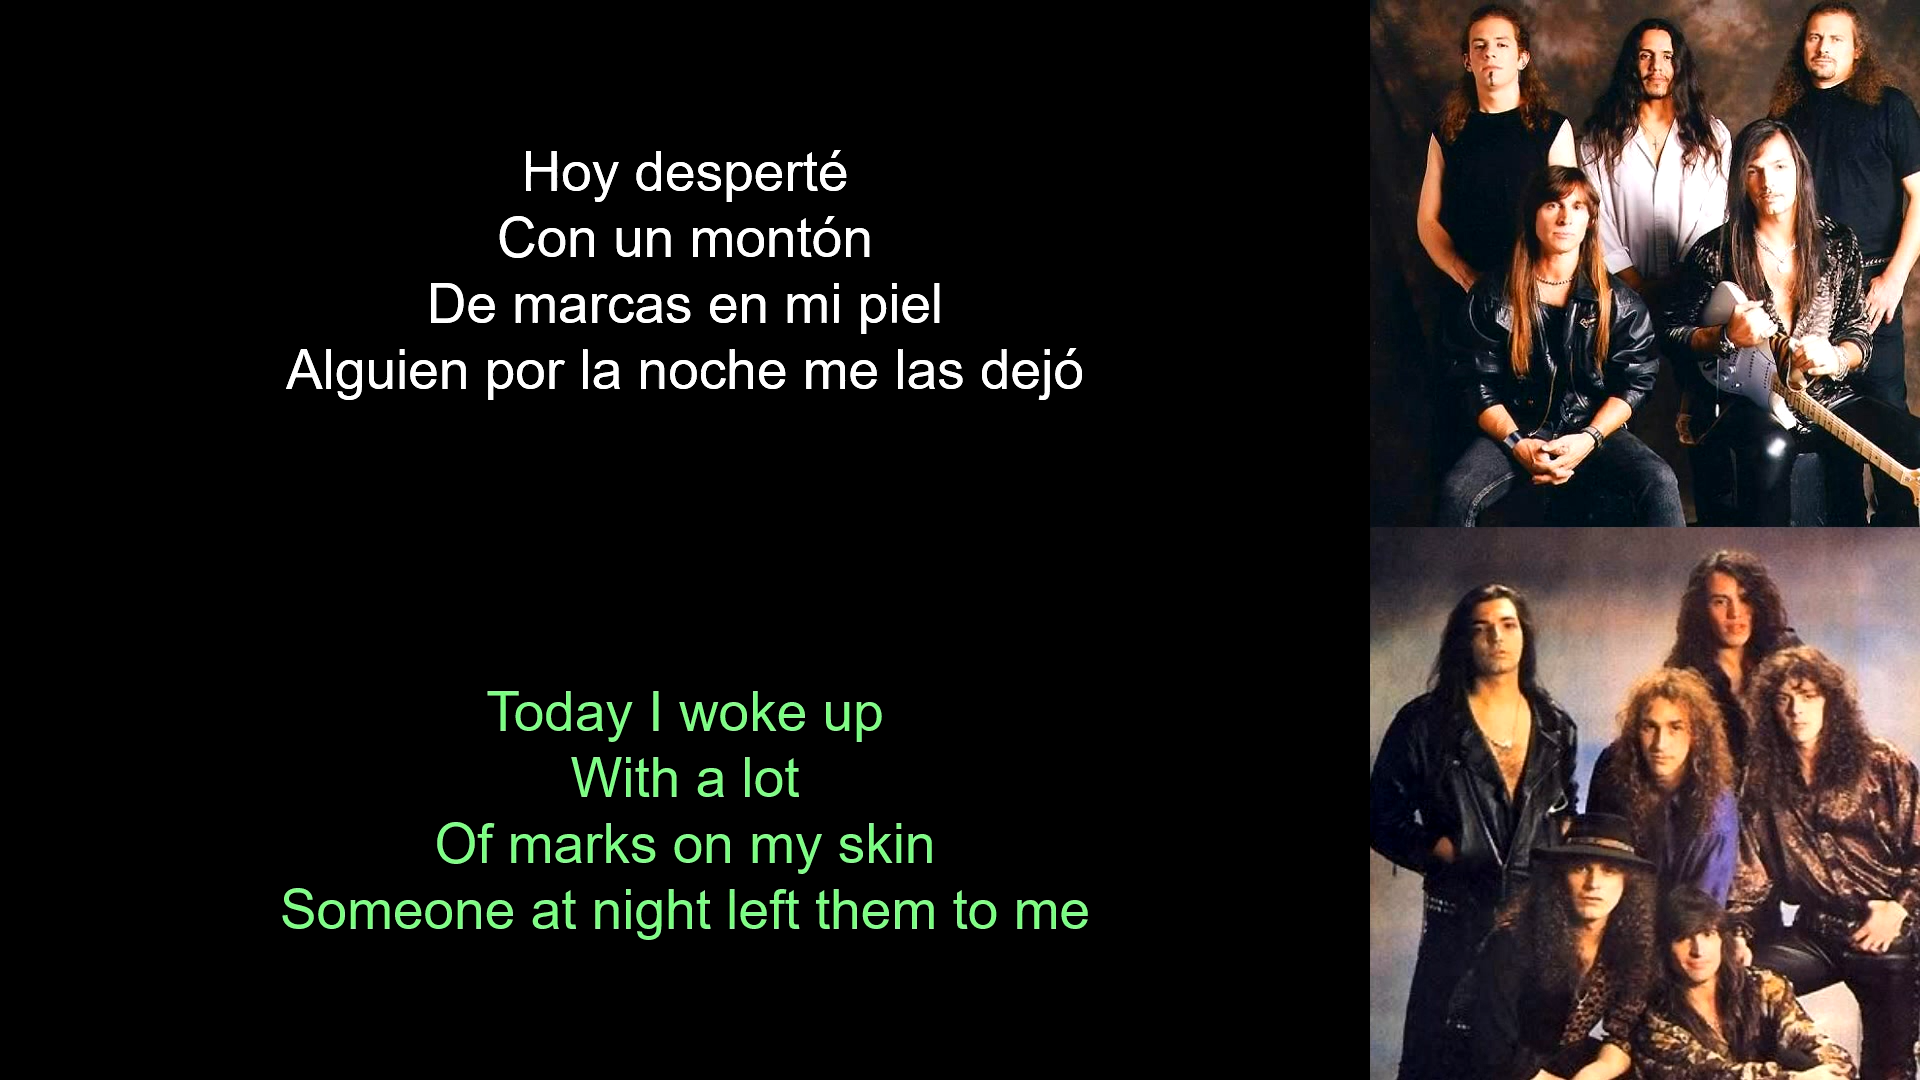 Hoy desperté
Con un montón
De marcas en mi piel
Alguien por la noche me las dejó
Today I woke up
With a lot
Of marks on my skin
Someone at night left them to me